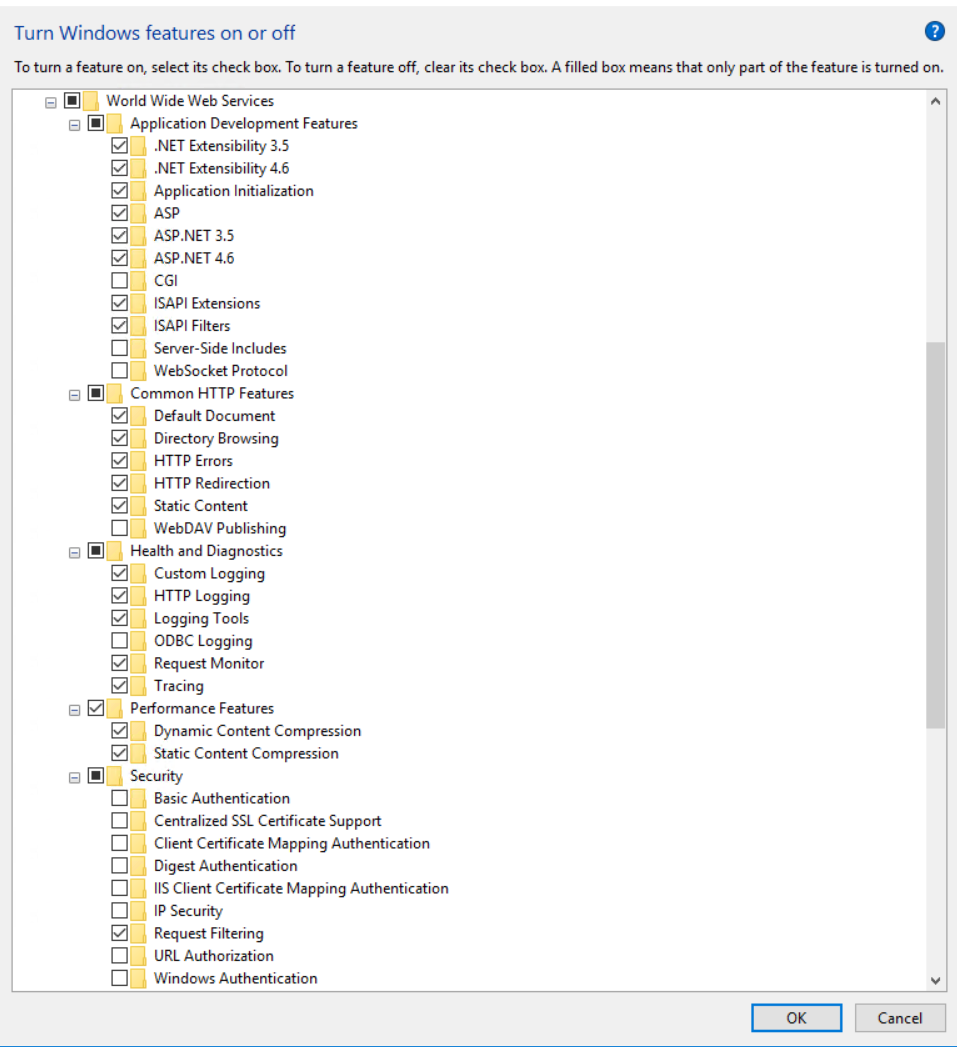 Turn Windows features on or off
?
To turn a feature on, select its check box. To turn a feature off, clear its check box. A filled box means that only part of the feature is turned on.
World Wide Web Services
Application Development Features
.NET Extensibility 3.5
.NET Extensibility 4.6
Application Initialization
ASP
ASP.NET 3.5
ASP.NET 4.6
CGI
ISAPI Extensions
ISAPI Filters
Server-Side Includes
WebSocket Protocol
Common HTTP Features
Default Document
Directory Browsing
HTTP Errors
HTTP Redirection
Static Content
WebDAV Publishing
Health and Diagnostics
Custom Logging
HTTP Logging
Logging Tools
ODBC Logging
Request Monitor
Tracing
Performance Features
Dynamic Content Compression
Static Content Compression
Security
Basic Authentication
Centralized SSL Certificate Support
Client Certificate Mapping Authentication
Digest Authentication
IIS Client Certificate Mapping Authentication
IP Security
Request Filtering
URL Authorization
Windows Authentication
OK
Cancel